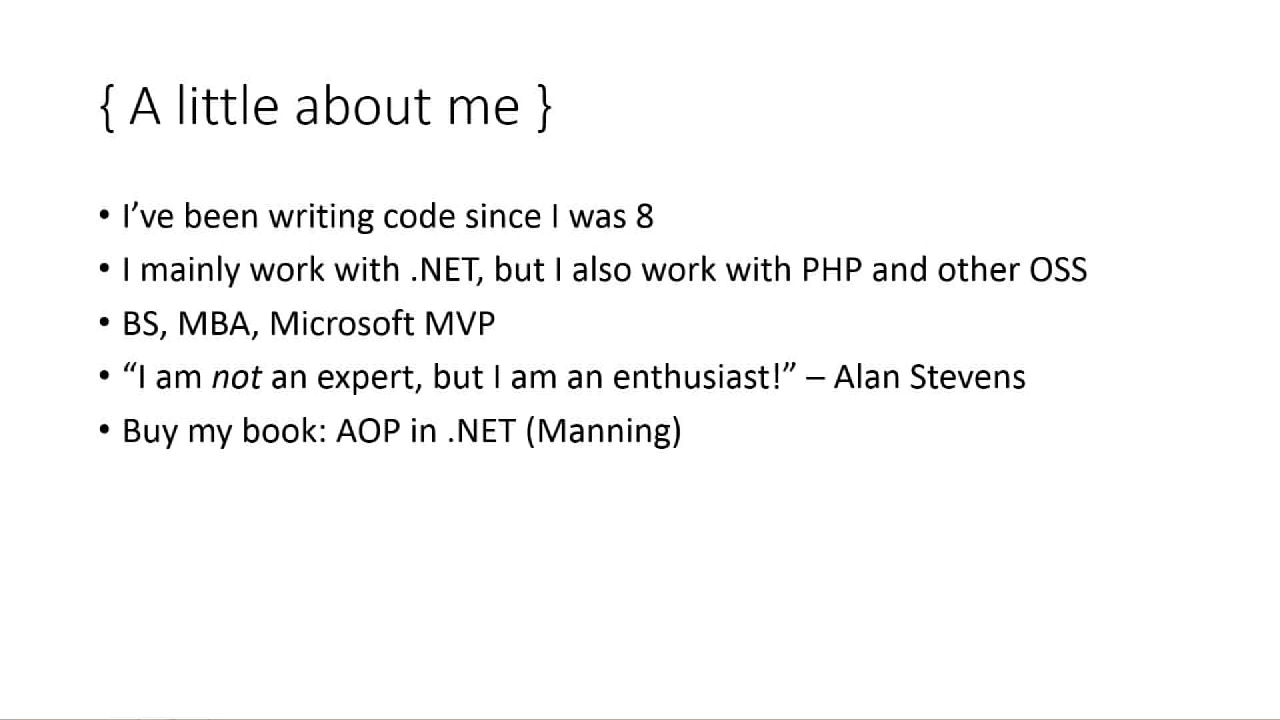 { A little about me }
• I’ve been writing code since I was 8
• I mainly work with .NET, but I also work with PHP and other OSS
• BS, MBA, Microsoft MVP
• “I am not an expert, but I am an enthusiast!” – Alan Stevens
• Buy my book: AOP in .NET (Manning)